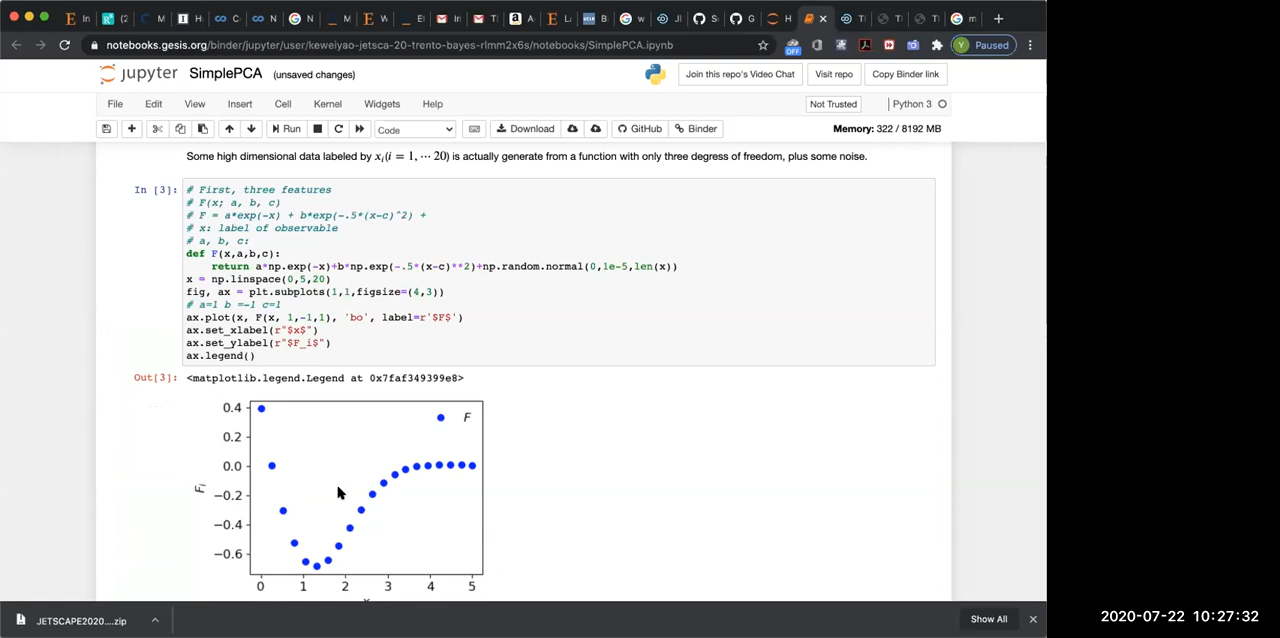 notebooks.gesis.org/binder/jupyter/user/keweiyao-jetsca-20-trento-bayes-rlmm2x6s/notebooks/SimplePCA.ipynb
OFF
Y Paused
jupyter SimplePCA (unsaved changes)
Join this repo's Video Chat
Visit repo
Copy Binder link
File Edit View Insert Cell Kernel Widgets Help
Not Trusted
Python 3
Run
Code
Download
GitHub
Binder
Memory: 322 / 8192 MB
Some high dimensional data labeled by xᵢ(i = 1, ⋯ 20) is actually generate from a function with only three degrees of freedom, plus some noise.
In [3]:
# First, three features
# F(x; a, b, c)
# F = a*exp(-x) + b*exp(-.5*(x-c)^2) +
# x: label of observable
# a, b, c:
def F(x,a,b,c):
    return a*np.exp(-x)+b*np.exp(-.5*(x-c)**2)+np.random.normal(0,1e-5,len(x))
x = np.linspace(0,5,20)
fig, ax = plt.subplots(1,1,figsize=(4,3))
# a=1 b =-1 c=1
ax.plot(x, F(x, 1,-1,1), 'bo', label=r'$F$')
ax.set_xlabel(r"$x$")
ax.set_ylabel(r"$F_i$")
ax.legend()
Out[3]: <matplotlib.legend.Legend at 0x7faf349399e8>
F
0.4
0.2
0.0
−0.2
−0.4
−0.6
Fᵢ
0 1 2 3 4 5
JETSCAPE2020....zip
Show All
2020-07-22 10:27:32